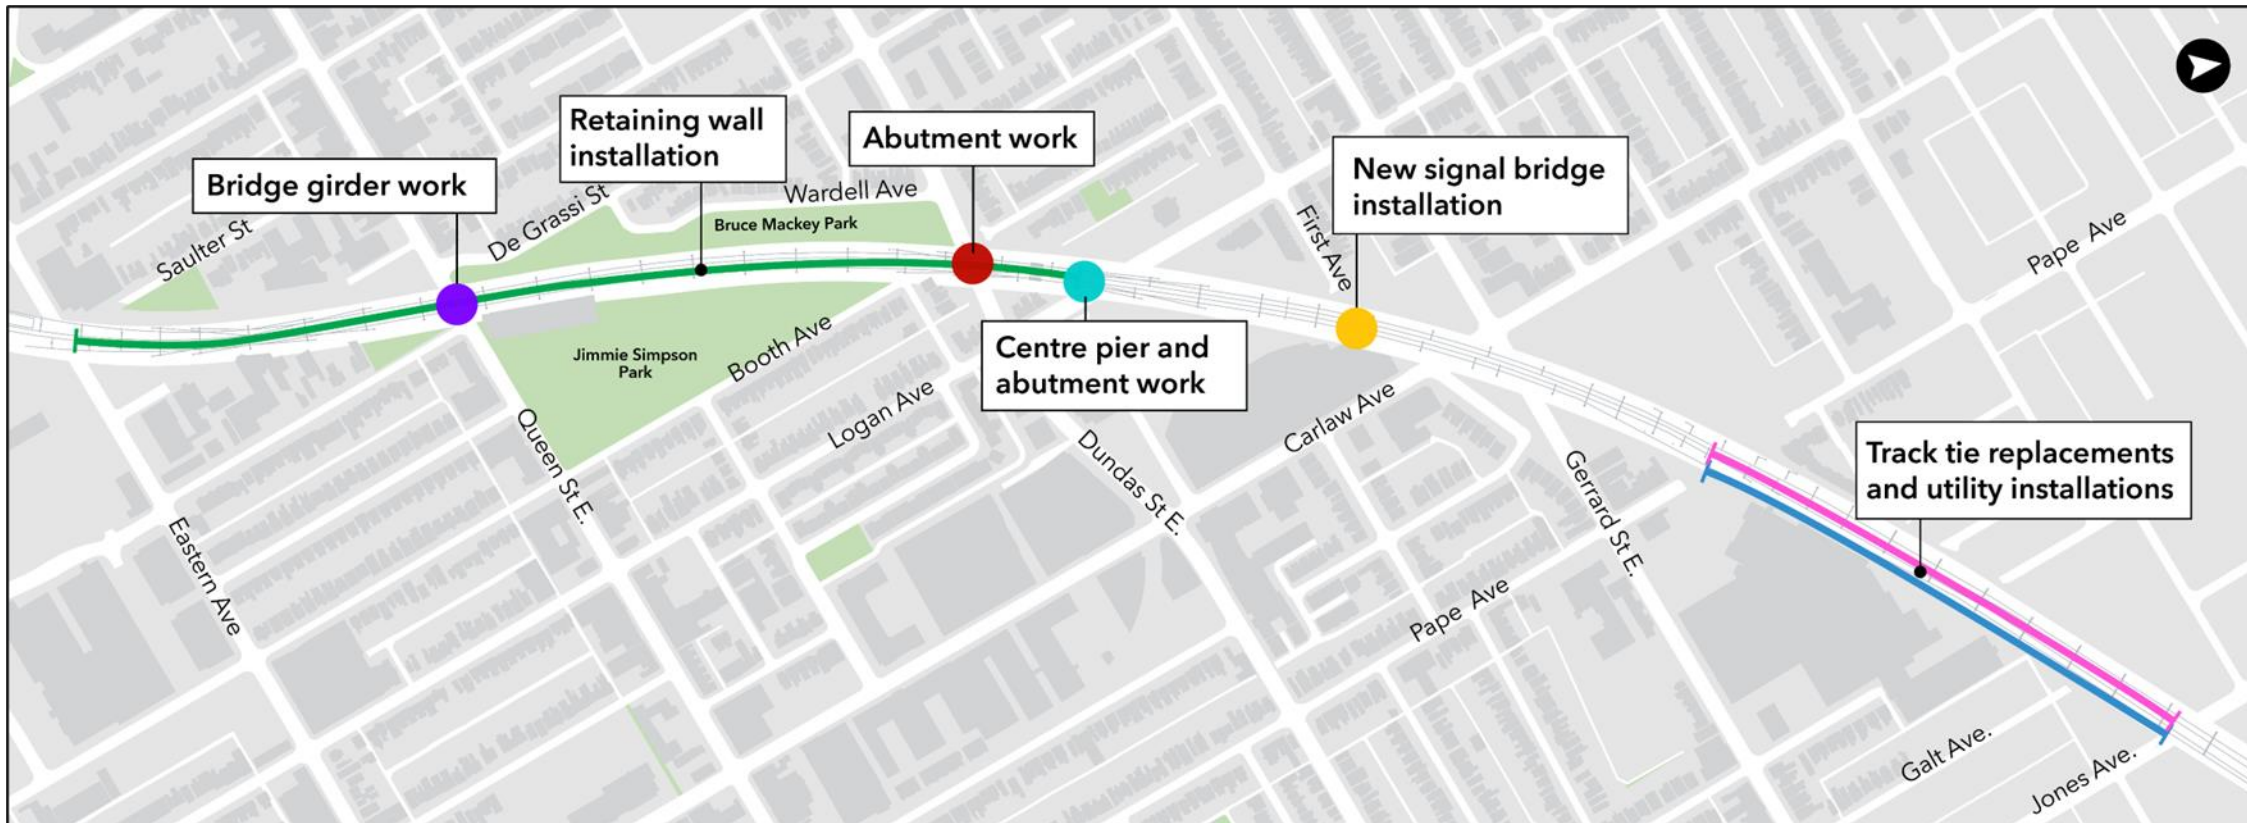 Bridge girder work
Retaining wall
installation
Abutment work
New signal bridge
installation
Centre pier and
abutment work
Track tie replacements
and utility installations
Saulter St
De Grassi St
Wardell Ave
Bruce Mackey Park
First Ave
Pape Ave
Jimmie Simpson
Park
Booth Ave
Logan Ave
Carlaw Ave
Queen St E.
Dundas St E.
Gerrard St E.
Eastern Ave
Pape Ave
Galt Ave.
Jones Ave.